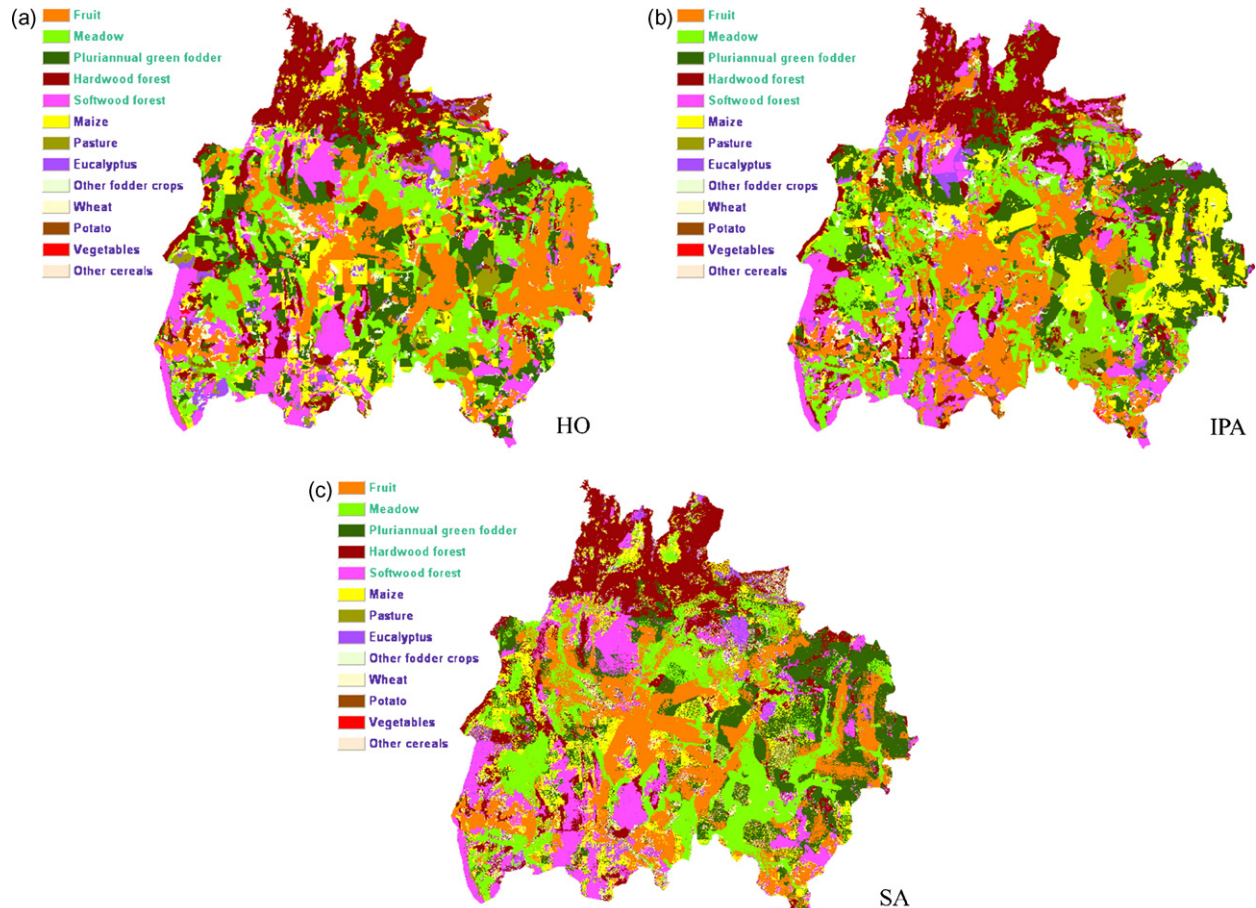 (a)
Fruit
Meadow
Pluriannual green fodder
Hardwood forest
Softwood forest
Maize
Pasture
Eucalyptus
Other fodder crops
Wheat
Potato
Vegetables
Other cereals
HO
(b)
Fruit
Meadow
Pluriannual green fodder
Hardwood forest
Softwood forest
Maize
Pasture
Eucalyptus
Other fodder crops
Wheat
Potato
Vegetables
Other cereals
IPA
(c)
Fruit
Meadow
Pluriannual green fodder
Hardwood forest
Softwood forest
Maize
Pasture
Eucalyptus
Other fodder crops
Wheat
Potato
Vegetables
Other cereals
SA